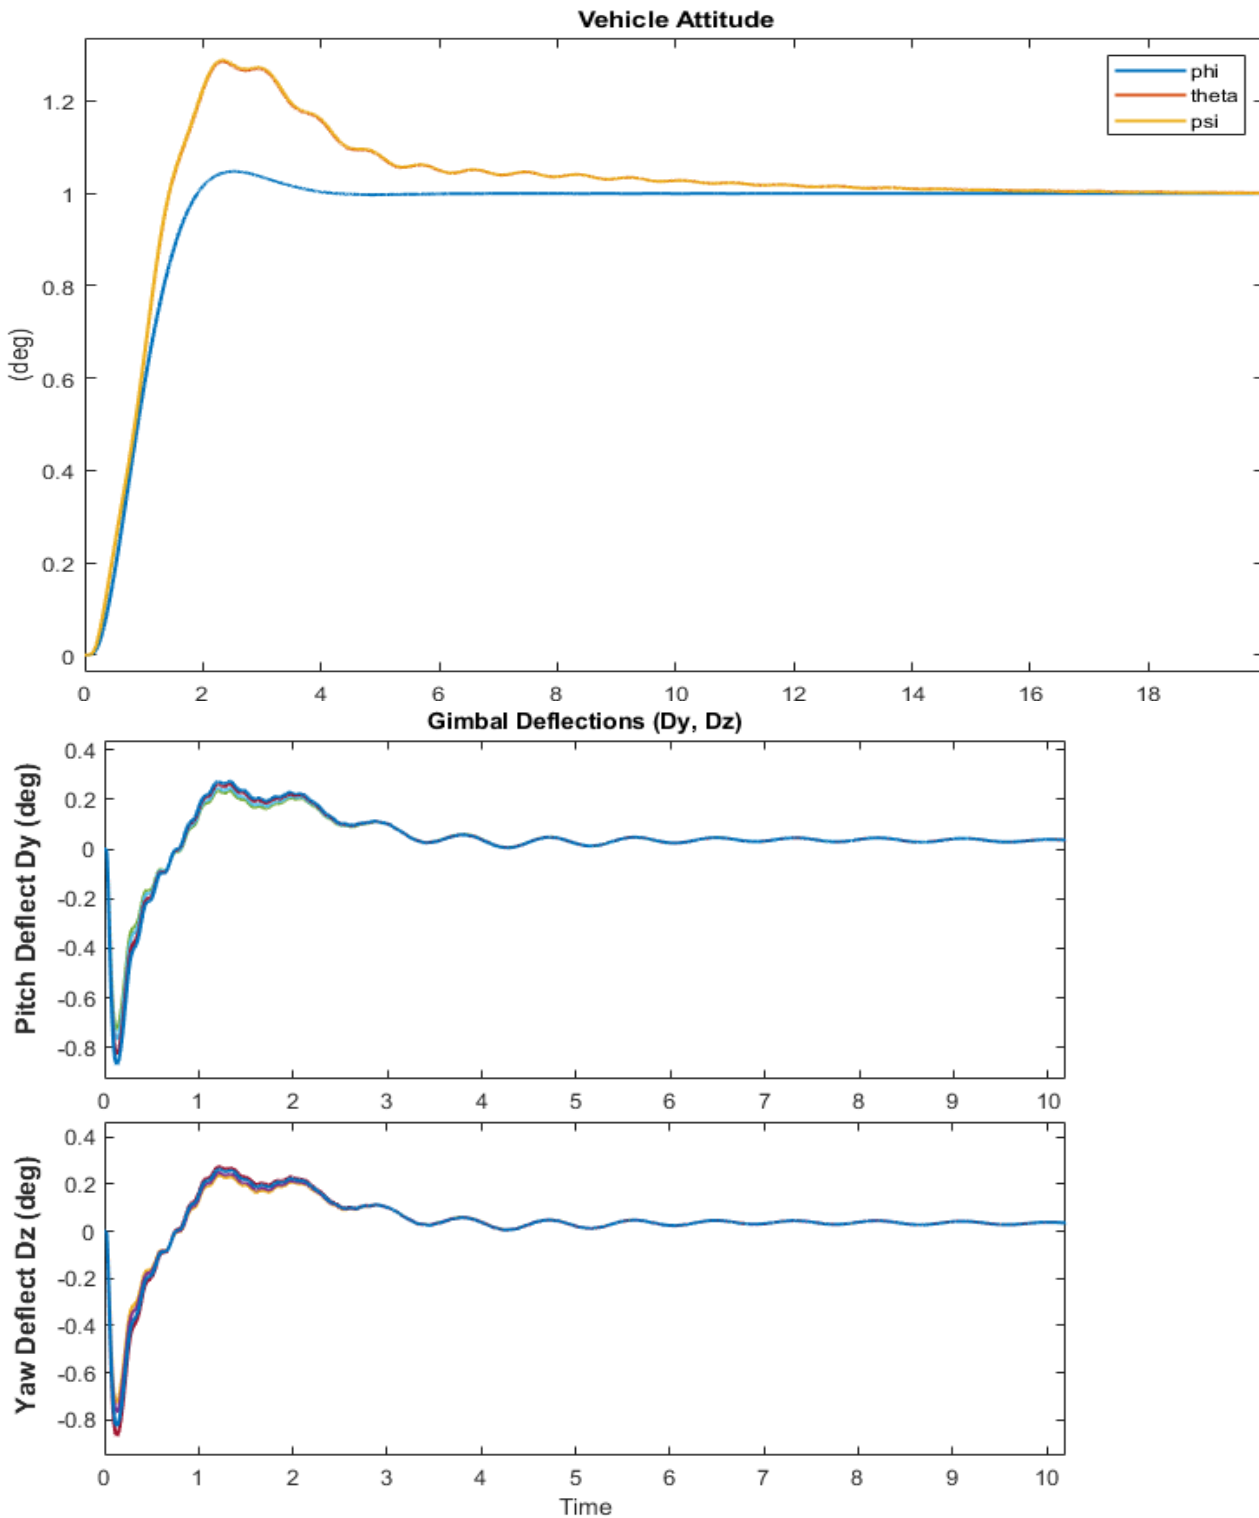 Vehicle Attitude
phi
theta
psi
(deg)
1.2
1
0.8
0.6
0.4
0.2
0
0 2 4 6 8 10 12 14 16 18
Gimbal Deflections (Dy, Dz)
Pitch Deflect Dy (deg)
0.4
0.2
0
-0.2
-0.4
-0.6
-0.8
0 1 2 3 4 5 6 7 8 9 10
Yaw Deflect Dz (deg)
0.4
0.2
0
-0.2
-0.4
-0.6
-0.8
0 1 2 3 4 5 6 7 8 9 10
Time